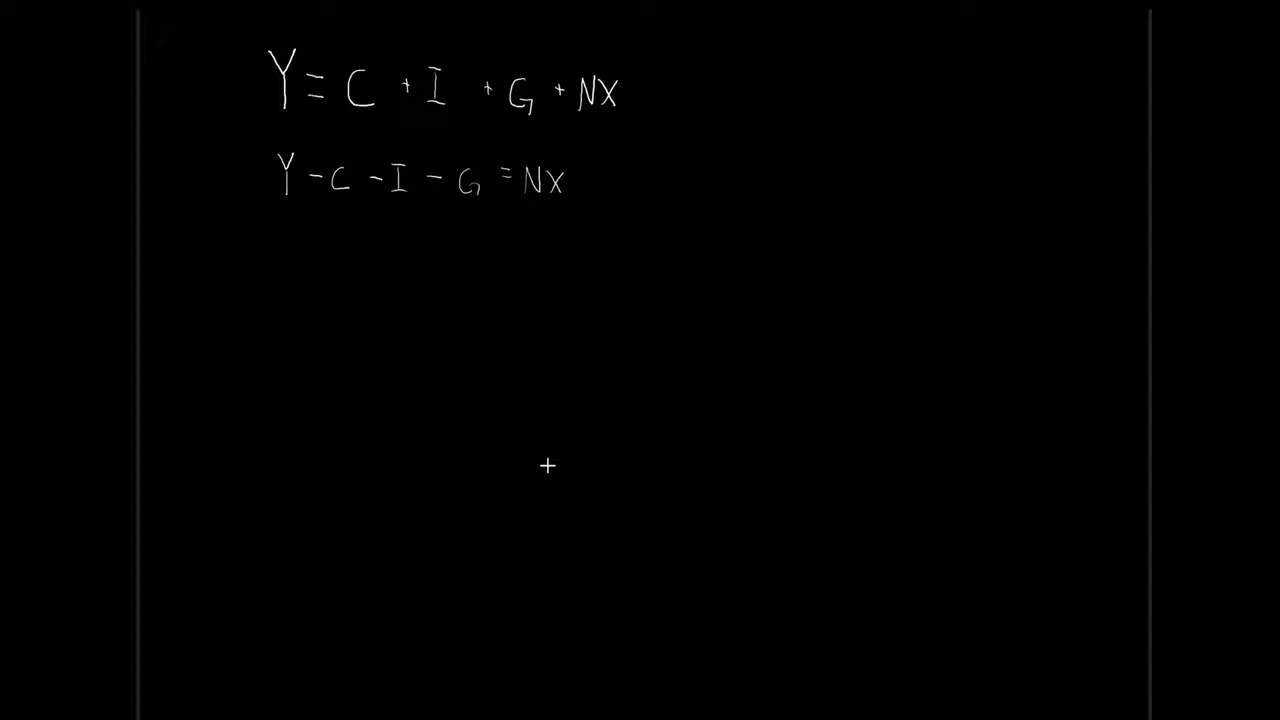 Y = C + I + G + NX
Y - C - I - G = NX